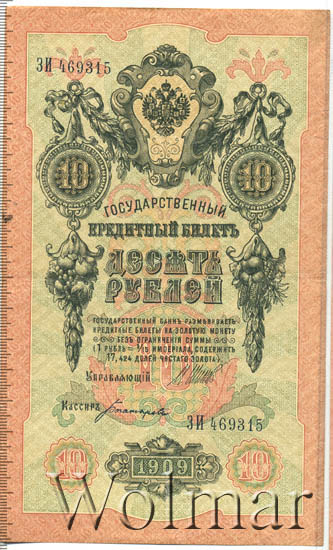 ЗИ 469315
10 10
ГОСУДАРСТВЕННЫЙ
КРЕДИТНЫЙ БИЛЕТЪ
ДЕСЯТЬ
РУБЛЕЙ
ГОСУДАРСТВЕННЫЙ БАНКЪ РАЗМѢНИВАЕТЪ
КРЕДИТНЫЕ БИЛЕТЫ НА ЗОЛОТУЮ МОНЕТУ
БЕЗЪ ОГРАНИЧЕНІЯ СУММЫ
(1 РУБЛЬ = 1/15 ИМПЕРІАЛА, СОДЕРЖИТЪ
17,424 ДОЛЕЙ ЧИСТАГО ЗОЛОТА).
10
УПРАВЛЯЮЩІЙ
КАССИРЪ
ЗИ 469315
10 1909 10
Wolmar